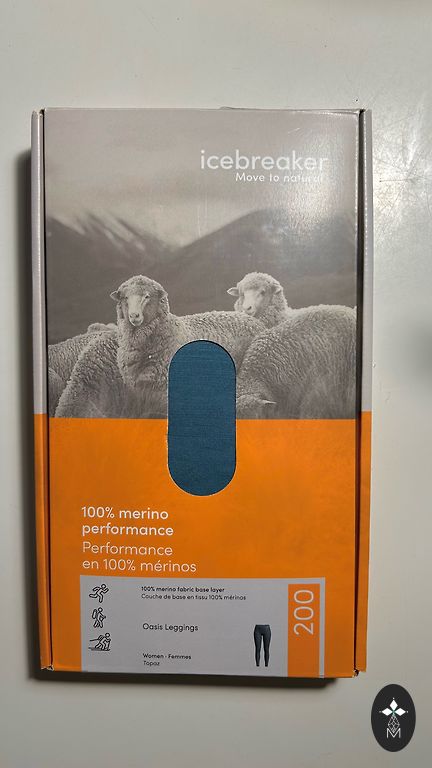 icebreaker
Move to natural
100% merino
performance
Performance
en 100% mérinos
100% merino fabric base layer
Couche de base en tissu 100% mérinos
Oasis Leggings
Women · Femmes
Topaz
200
M